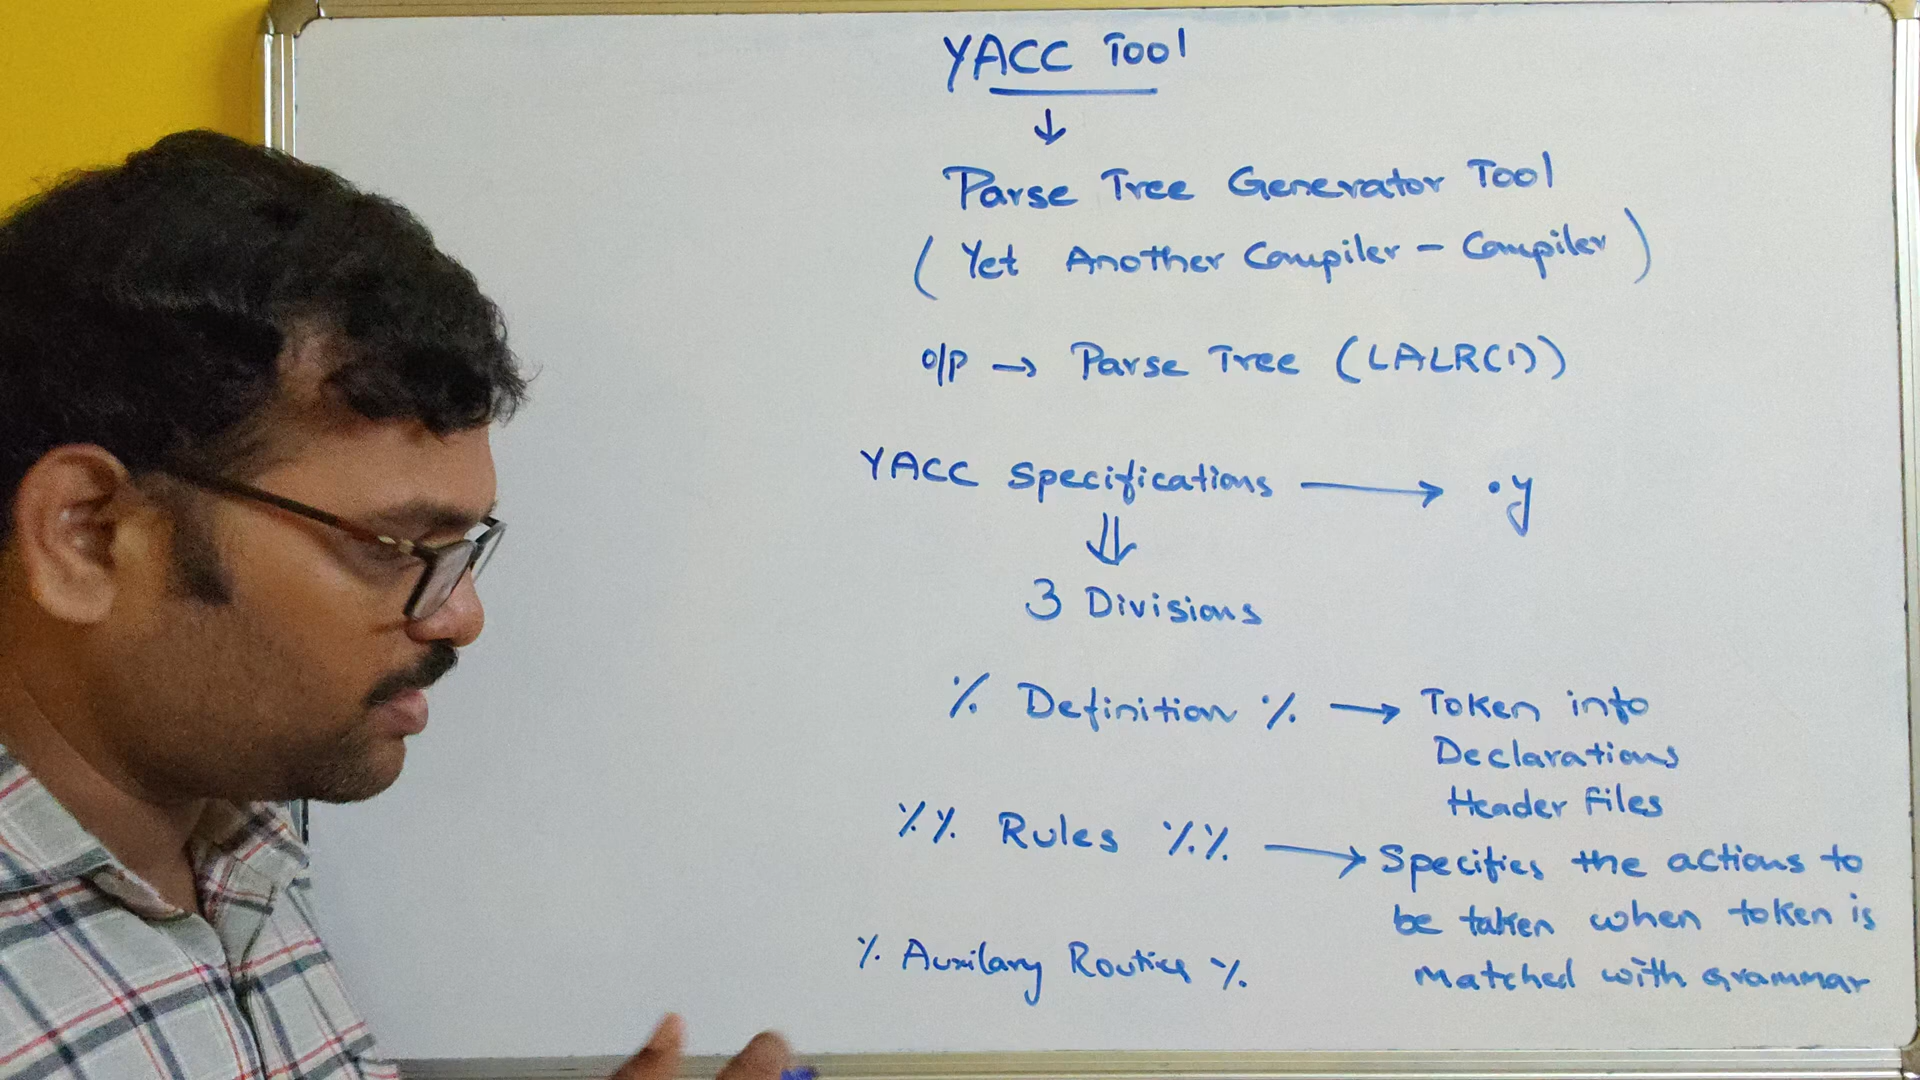 YACC Tool
↓
Parse Tree Generator Tool
( Yet Another Compiler - Compiler )
o/p → Parse Tree (LALR(1))
YACC Specifications → .y
⇓
3 Divisions
% Definition % → Token info
Declarations
Header Files
%% Rules %% → Specifies the actions to
be taken when token is
Matched with grammar
% Auxilary Routies %